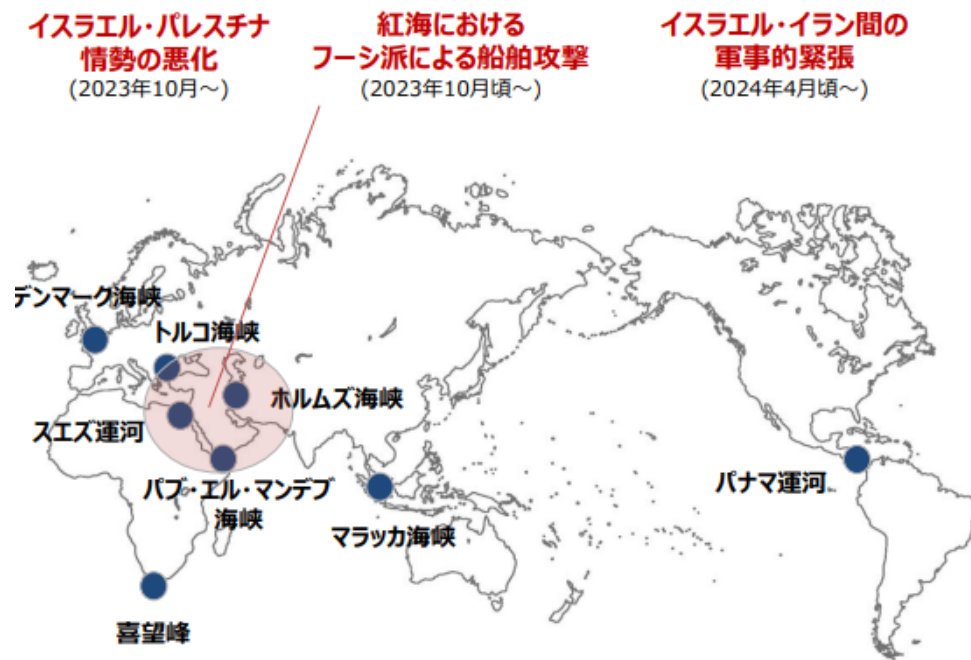 イスラエル・パレスチナ
情勢の悪化
(2023年10月～)
紅海における
フーシ派による船舶攻撃
(2023年10月頃～)
イスラエル・イラン間の
軍事的緊張
(2024年4月頃～)
デンマーク海峡
トルコ海峡
ホルムズ海峡
スエズ運河
バブ・エル・マンデブ
海峡
マラッカ海峡
パナマ運河
喜望峰